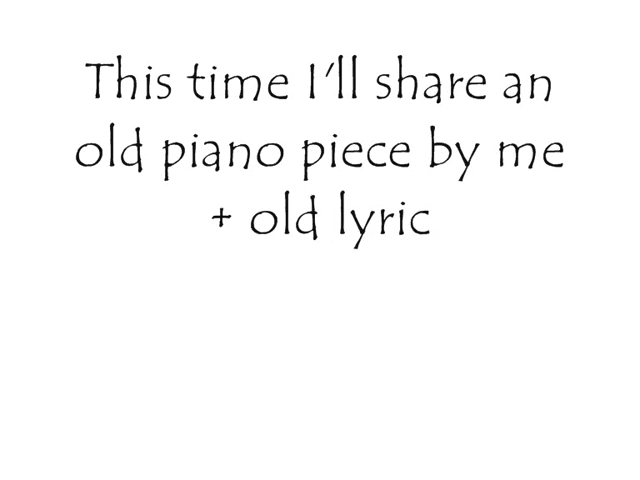 This time I'll share an
old piano piece by me
+ old lyric